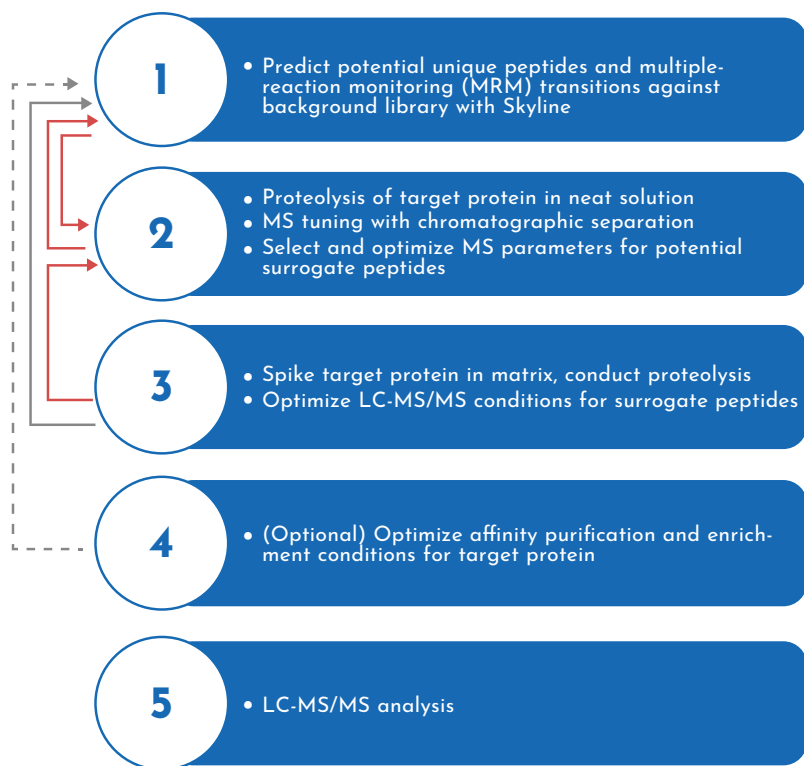 1
• Predict potential unique peptides and multiple-
reaction monitoring (MRM) transitions against
background library with Skyline
2
• Proteolysis of target protein in neat solution
• MS tuning with chromatographic separation
• Select and optimize MS parameters for potential
surrogate peptides
3
• Spike target protein in matrix, conduct proteolysis
• Optimize LC-MS/MS conditions for surrogate peptides
4
• (Optional) Optimize affinity purification and enrich-
ment conditions for target protein
5
• LC-MS/MS analysis